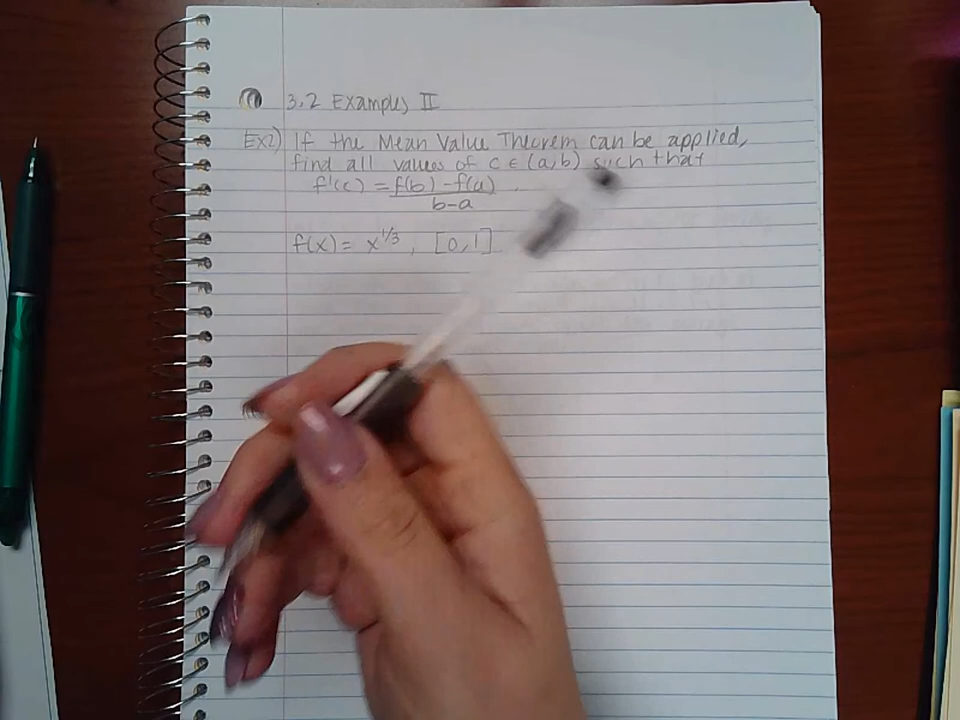 3.2 Examples II
Ex2) If the Mean Value Theorem can be applied,
find all values of c ∈ (a,b) such that
f'(c) = f(b) - f(a)
b-a
f(x) = x^1/3, [0,1]